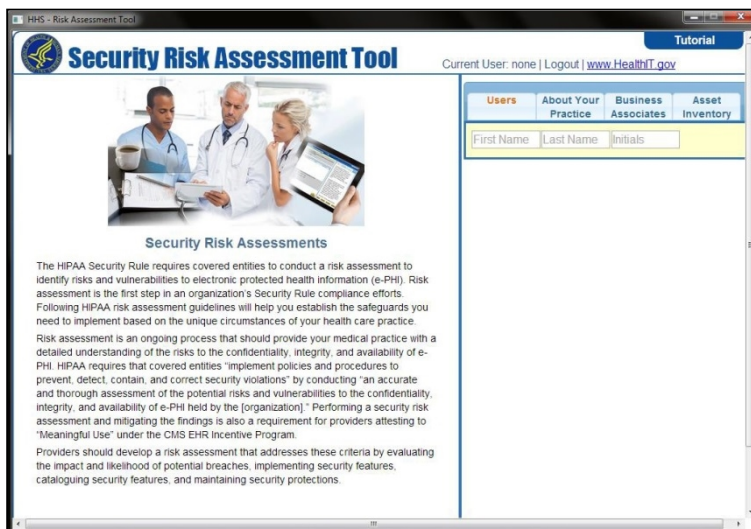 HHS - Risk Assessment Tool
Tutorial
Security Risk Assessment Tool
Current User: none | Logout | www.HealthIT.gov
Users
About Your
Practice
Business
Associates
Asset
Inventory
First Name
Last Name
Initials
Security Risk Assessments
The HIPAA Security Rule requires covered entities to conduct a risk assessment to
identify risks and vulnerabilities to electronic protected health information (e-PHI). Risk
assessment is the first step in an organization's Security Rule compliance efforts.
Following HIPAA risk assessment guidelines will help you establish the safeguards you
need to implement based on the unique circumstances of your health care practice.
Risk assessment is an ongoing process that should provide your medical practice with a
detailed understanding of the risks to the confidentiality, integrity, and availability of e-
PHI. HIPAA requires that covered entities "implement policies and procedures to
prevent, detect, contain, and correct security violations" by conducting "an accurate
and thorough assessment of the potential risks and vulnerabilities to the confidentiality,
integrity, and availability of e-PHI held by the [organization]." Performing a security risk
assessment and mitigating the findings is also a requirement for providers attesting to
"Meaningful Use" under the CMS EHR Incentive Program.
Providers should develop a risk assessment that addresses these criteria by evaluating
the impact and likelihood of potential breaches, implementing security features,
cataloguing security features, and maintaining security protections.